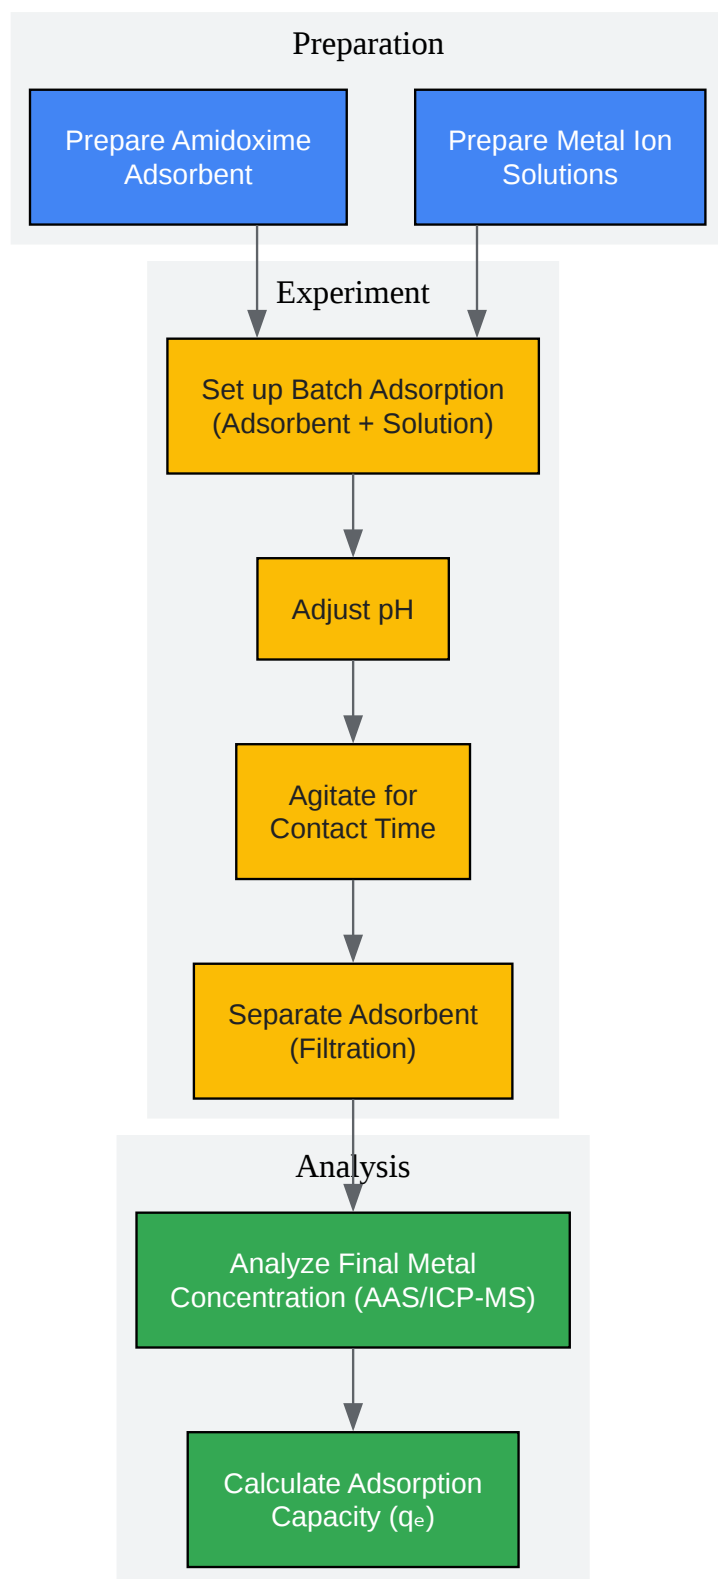 Preparation
Prepare Amidoxime
Adsorbent
Prepare Metal Ion
Solutions
Experiment
Set up Batch Adsorption
(Adsorbent + Solution)
Adjust pH
Agitate for
Contact Time
Separate Adsorbent
(Filtration)
Analysis
Analyze Final Metal
Concentration (AAS/ICP-MS)
Calculate Adsorption
Capacity (qₑ)